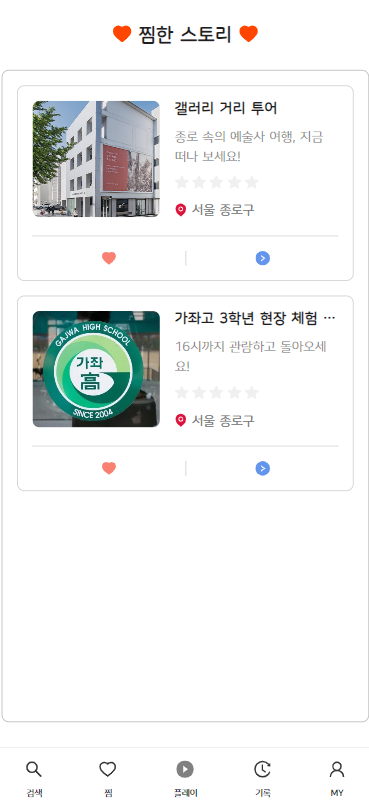 찜한 스토리
갤러리 거리 투어
종로 속의 예술사 여행, 지금
떠나 보세요!
서울 종로구
가좌고 3학년 현장 체험 …
16시까지 관람하고 돌아오세
요!
서울 종로구
GAJWA HIGH SCHOOL
가좌
高
SINCE 2004
검색
찜
플레이
기록
MY